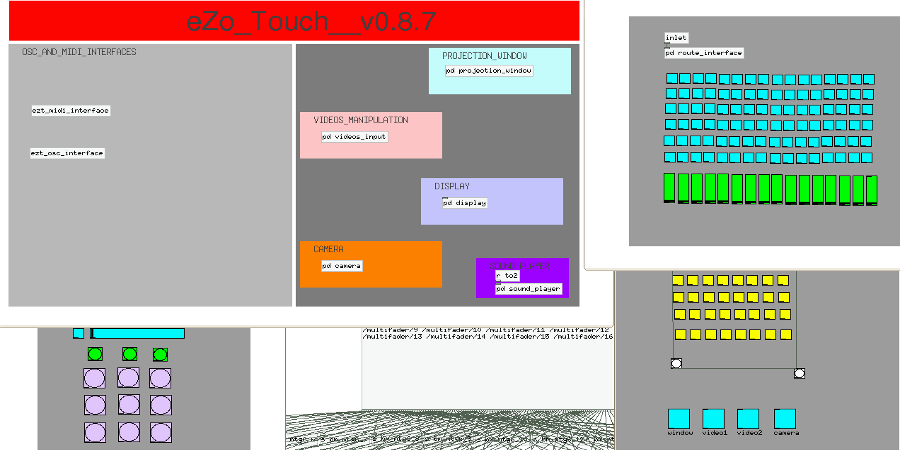 eZo_Touch__v0.8.7
OSC_AND_MIDI_INTERFACES
ezt_midi_interface
ezt_osc_interface
PROJECTION_WINDOW
pd projection_window
VIDEOS_MANIPULATION
pd videos_input
DISPLAY
pd display
CAMERA
pd camera
SOUND_PLAYER
r to2
pd sound_player
inlet
pd route_interface
/multifader/9 /multifader/10 /multifader/11 /multifader/12
/multifader/13 /multifader/14 /multifader/15 /multifader/16
window video1 video2 camera